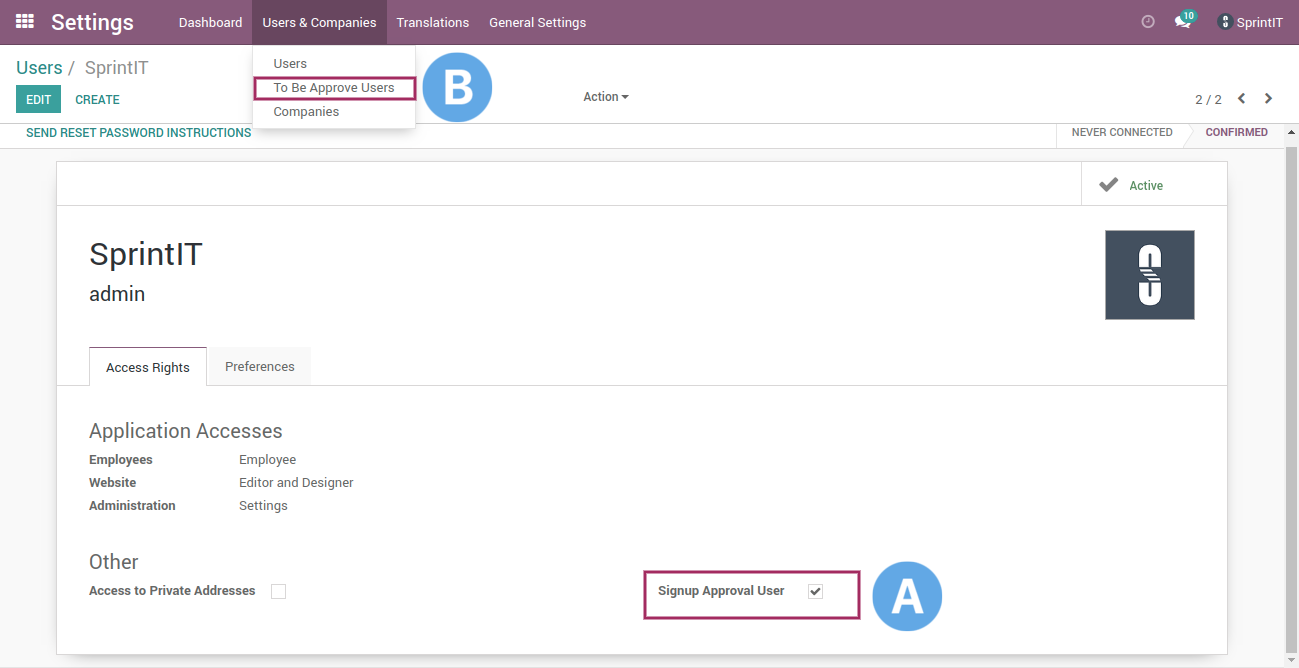 Settings Dashboard Users & Companies Translations General Settings 10 SprintIT
Users / SprintIT
Users
To Be Approve Users
Companies
B
EDIT CREATE
Action
2 / 2
SEND RESET PASSWORD INSTRUCTIONS
NEVER CONNECTED CONFIRMED
Active
SprintIT
admin
Access Rights Preferences
Application Accesses
Employees Employee
Website Editor and Designer
Administration Settings
Other
Access to Private Addresses
Signup Approval User
A